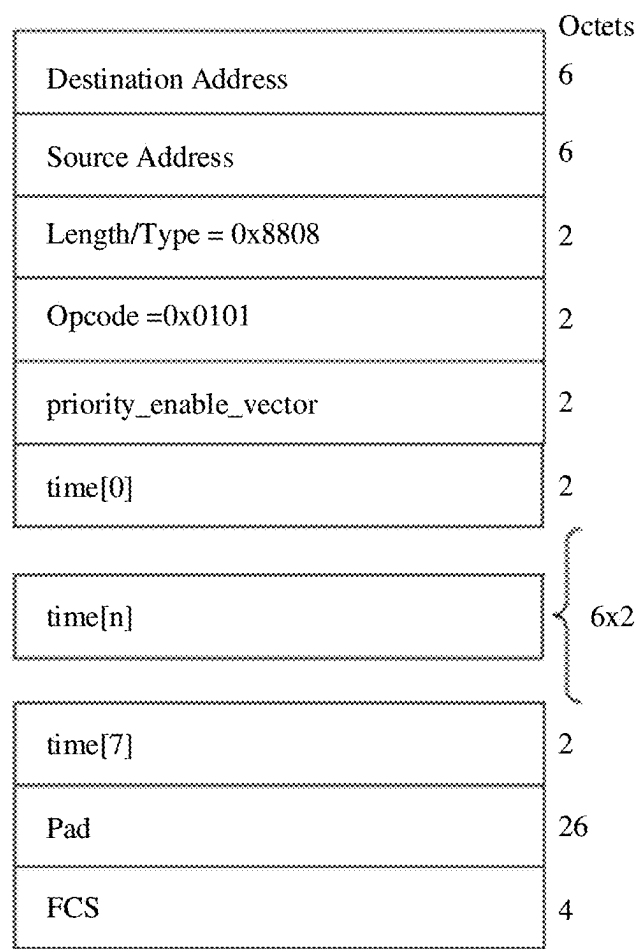 Octets
Destination Address 6
Source Address 6
Length/Type = 0x8808 2
Opcode =0x0101 2
priority_enable_vector 2
time[0] 2
time[n] 6x2
time[7] 2
Pad 26
FCS 4